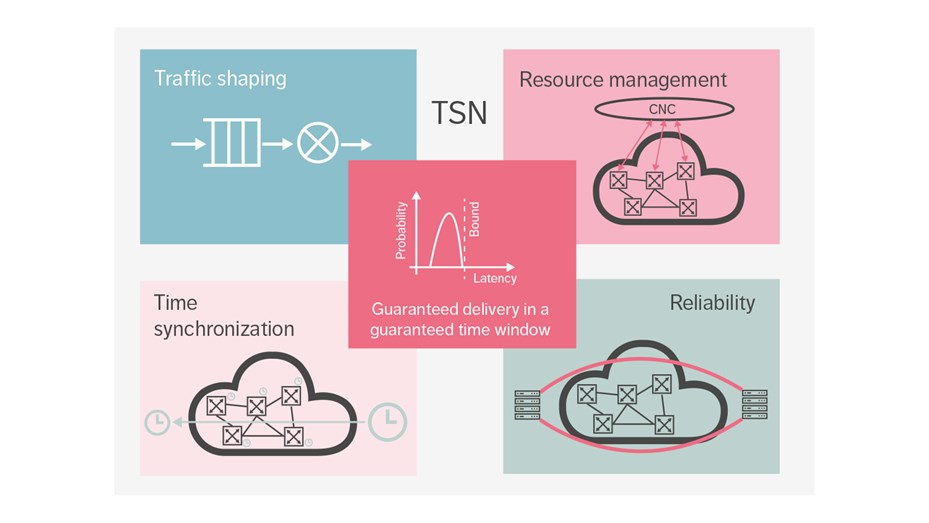 Traffic shaping
TSN
Resource management
CNC
Probability
Bound
Latency
Guaranteed delivery in a
guaranteed time window
Time
synchronization
Reliability